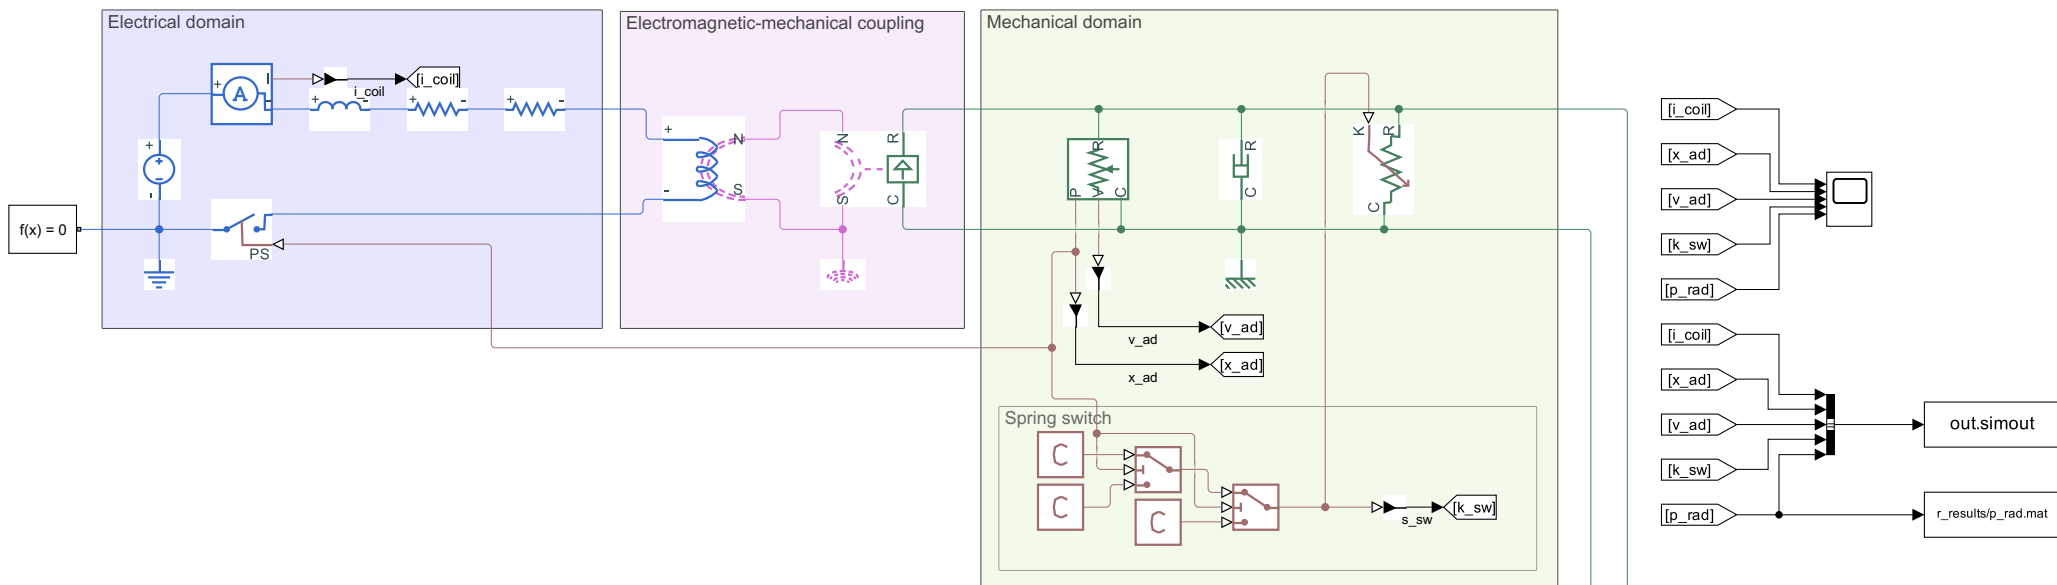 Electrical domain
Electromagnetic-mechanical coupling
Mechanical domain
+
I
-
A
[i_coil]
i_coil
+
-
+
-
+
-
+
-
+
-
f(x) = 0
PS
+
-
N
S
N
S
R
C
R
P
V
C
R
C
K
R
C
v_ad
[v_ad]
x_ad
[x_ad]
Spring switch
C
C
C
s_sw
[k_sw]
[i_coil]
[x_ad]
[v_ad]
[k_sw]
[p_rad]
[i_coil]
[x_ad]
[v_ad]
[k_sw]
[p_rad]
out.simout
r_results/p_rad.mat